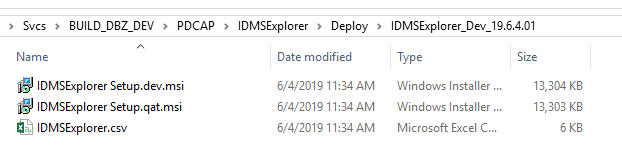 Svcs > BUILD_DBZ_DEV > PDCAP > IDMSExplorer > Deploy > IDMSExplorer_Dev_19.6.4.01
Name Date modified Type Size
IDMSExplorer Setup.dev.msi 6/4/2019 11:34 AM Windows Installer ... 13,304 KB
IDMSExplorer Setup.qat.msi 6/4/2019 11:34 AM Windows Installer ... 13,303 KB
IDMSExplorer.csv 6/4/2019 11:34 AM Microsoft Excel C... 6 KB